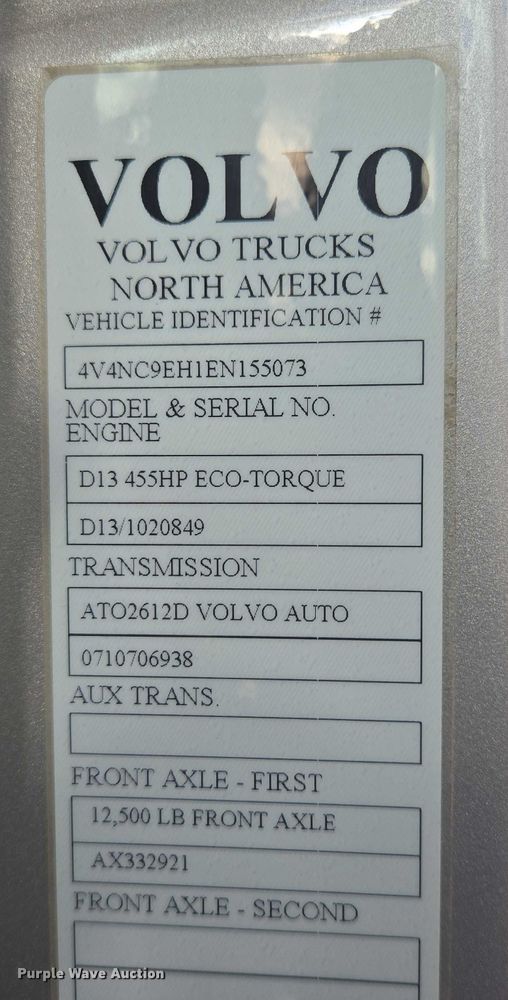 VOLVO
VOLVO TRUCKS
NORTH AMERICA
VEHICLE IDENTIFICATION #
4V4NC9EH1EN155073
MODEL & SERIAL NO.
ENGINE
D13 455HP ECO-TORQUE
D13/1020849
TRANSMISSION
ATO2612D VOLVO AUTO
0710706938
AUX TRANS.
FRONT AXLE - FIRST
12,500 LB FRONT AXLE
AX332921
FRONT AXLE - SECOND
Purple Wave Auction